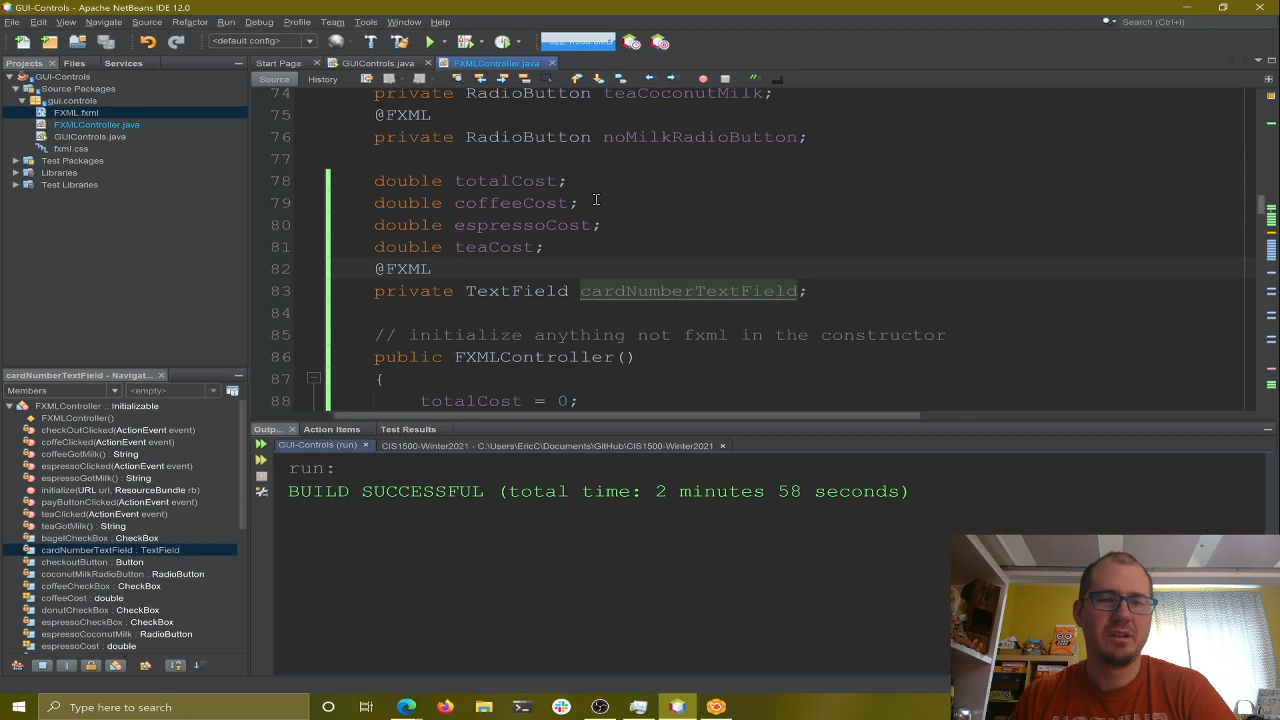 GUI-Controls - Apache NetBeans IDE 12.0
File Edit View Navigate Source Refactor Run Debug Profile Team Tools Window Help
Search (Ctrl+I)
<default config>
Projects Files Services
Start Page GUIControls.java FXMLController.java
Source History
GUI-Controls
Source Packages
gui.controls
FXML.fxml
FXMLController.java
GUIControls.java
fxml.css
Test Packages
Libraries
Test Libraries
74 private RadioButton teaCoconutMilk;
75 @FXML
76 private RadioButton noMilkRadioButton;
77
78 double totalCost;
79 double coffeeCost;
80 double espressoCost;
81 double teaCost;
82 @FXML
83 private TextField cardNumberTextField;
84
85 // initialize anything not fxml in the constructor
86 public FXMLController()
87 {
88 totalCost = 0;
cardNumberTextField - Navigat...
Members <empty>
FXMLController :: Initializable
FXMLController()
checkOutClicked(ActionEvent event)
coffeClicked(ActionEvent event)
coffeeGotMilk() : String
espressoClicked(ActionEvent event)
espressoGotMilk() : String
initialize(URL url, ResourceBundle rb)
payButtonClicked(ActionEvent event)
teaClicked(ActionEvent event)
teaGotMilk() : String
bagelCheckBox : CheckBox
cardNumberTextField : TextField
checkoutButton : Button
coconutMilkRadioButton : RadioButton
coffeeCheckBox : CheckBox
coffeeCost : double
donutCheckBox : CheckBox
espressoCheckBox : CheckBox
espressoCoconutMilk : RadioButton
espressoCost : double
Outp... Action Items Test Results
GUI-Controls (run) CIS1500-Winter2021 - C:\Users\EricC\Documents\GitHub\CIS1500-Winter2021
run:
BUILD SUCCESSFUL (total time: 2 minutes 58 seconds)
Type here to search